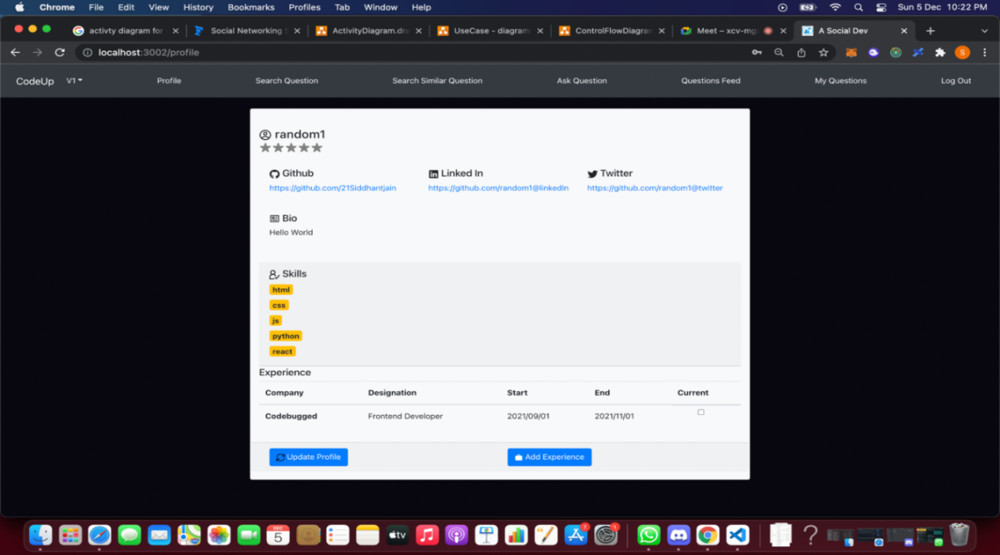 Chrome File Edit View History Bookmarks Profiles Tab Window Help Sun 5 Dec 10:22 PM
activty diagram for Social Networking ActivityDiagram.dra UseCase - diagram ControlFlowDiagram Meet – xcv-mg A Social Dev
localhost:3002/profile S
CodeUp V1 Profile Search Question Search Similar Question Ask Question Questions Feed My Questions Log Out
random1
Github Linked In Twitter
https://github.com/21Siddhantjain https://github.com/random1@linkedIn https://github.com/random1@twitter
Bio
Hello World
Skills
html
css
js
python
react
Experience
Company Designation Start End Current
Codebugged Frontend Developer 2021/09/01 2021/11/01
Update Profile Add Experience
DEC 5 tv 7 1